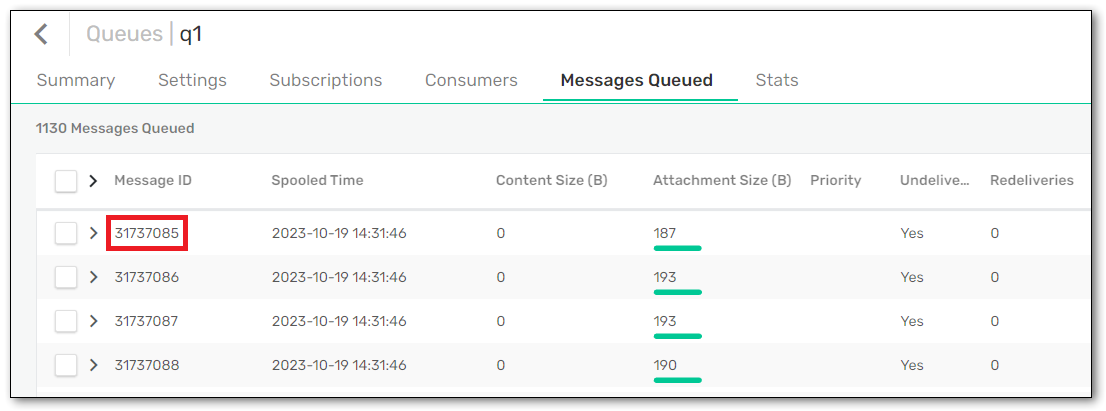 Queues | q1
Summary Settings Subscriptions Consumers Messages Queued Stats
1130 Messages Queued
Message ID Spooled Time Content Size (B) Attachment Size (B) Priority Undelive... Redeliveries
31737085 2023-10-19 14:31:46 0 187 Yes 0
31737086 2023-10-19 14:31:46 0 193 Yes 0
31737087 2023-10-19 14:31:46 0 193 Yes 0
31737088 2023-10-19 14:31:46 0 190 Yes 0